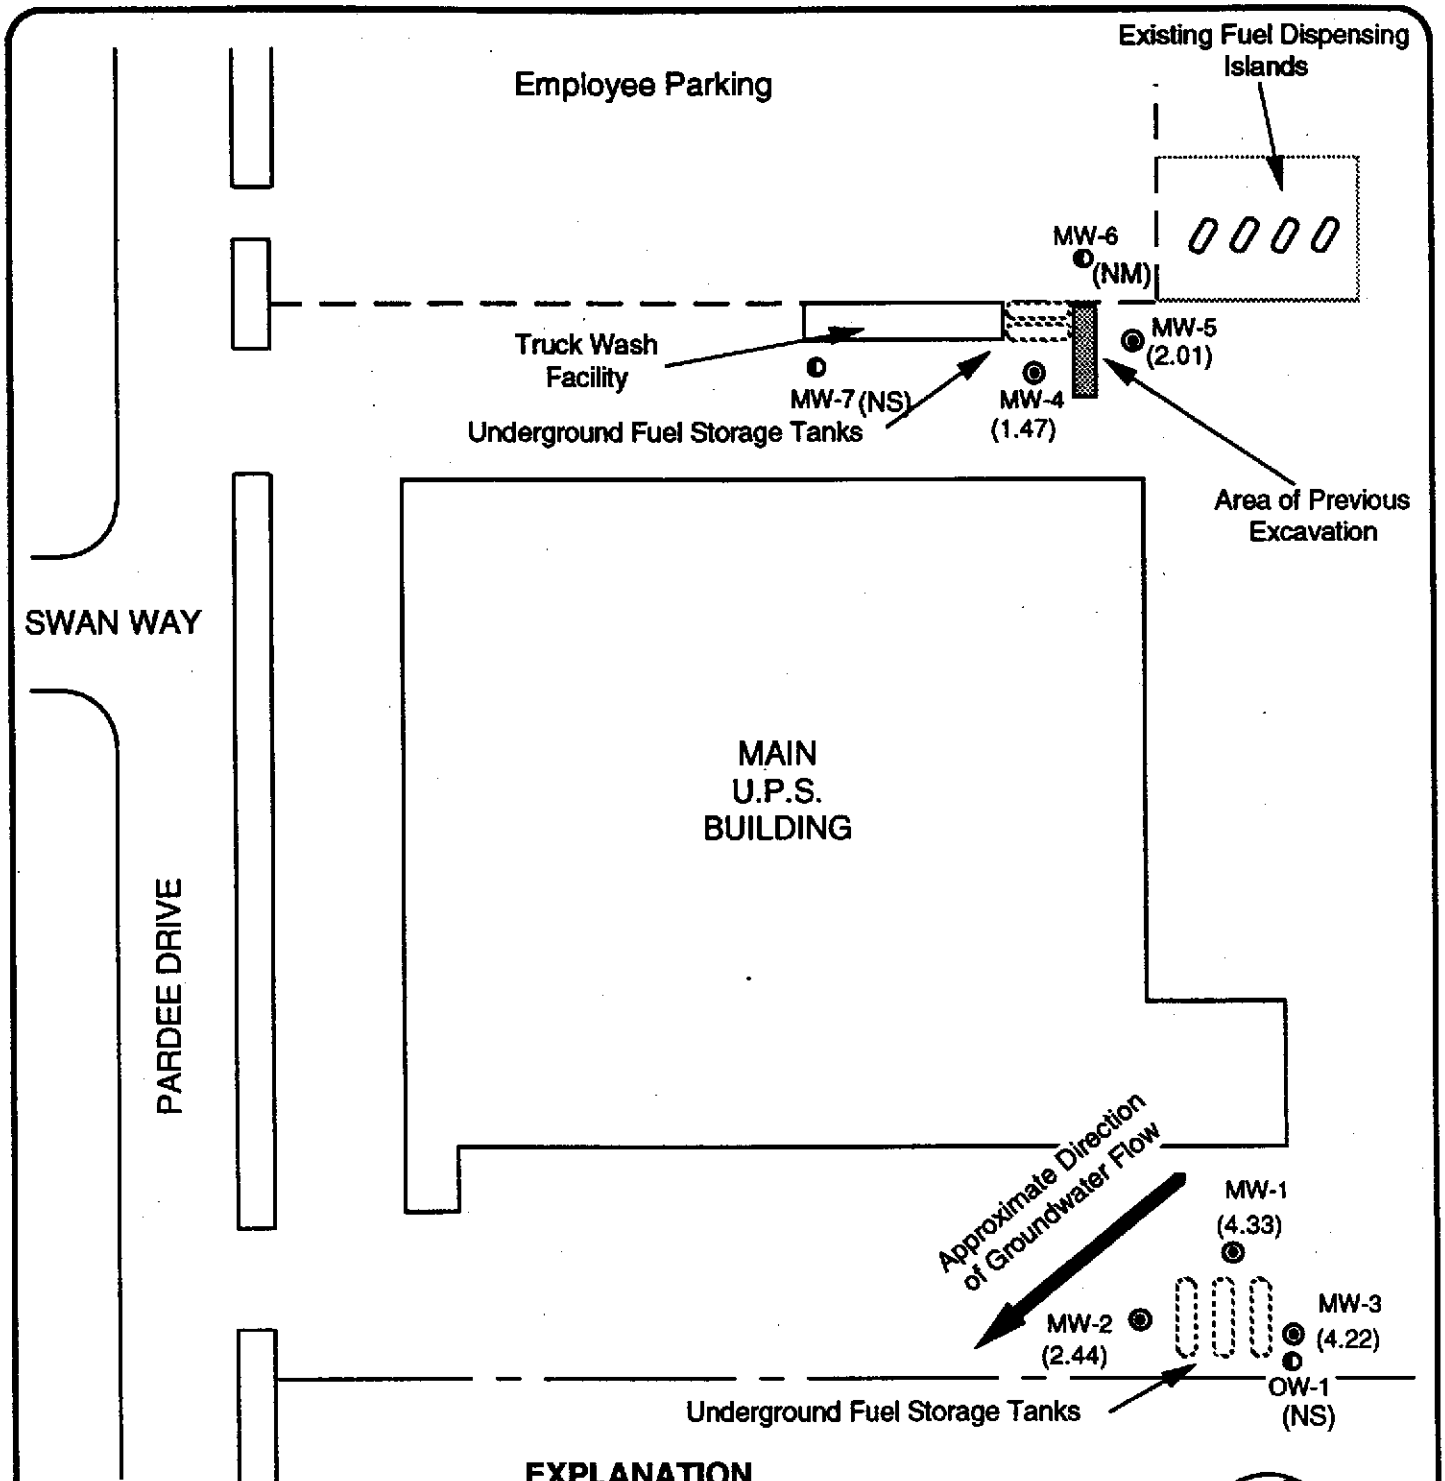 Existing Fuel Dispensing
Islands
Employee Parking
MW-6
(NM)
MW-5
(2.01)
Truck Wash
Facility
MW-7 (NS)
MW-4
(1.47)
Underground Fuel Storage Tanks
Area of Previous
Excavation
SWAN WAY
MAIN
U.P.S.
BUILDING
PARDEE DRIVE
Approximate Direction
of Groundwater Flow
MW-1
(4.33)
MW-2
(2.44)
MW-3
(4.22)
OW-1
(NS)
Underground Fuel Storage Tanks
EXPLANATION